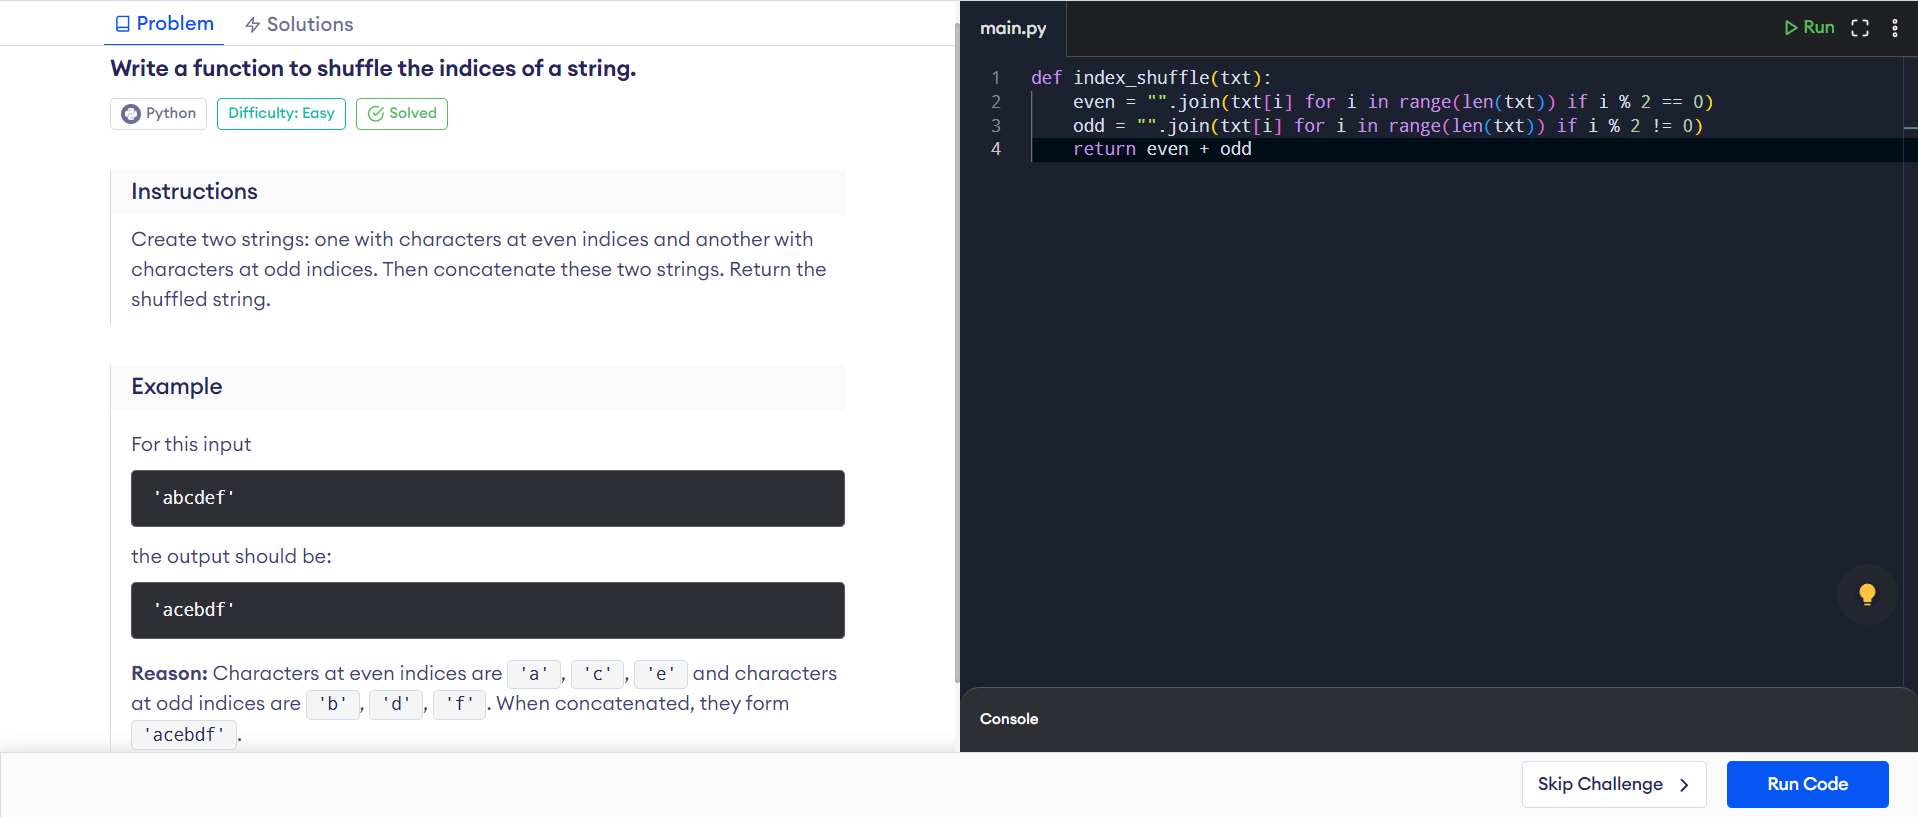 Problem
Solutions
Write a function to shuffle the indices of a string.
Python
Difficulty: Easy
Solved
Instructions
Create two strings: one with characters at even indices and another with
characters at odd indices. Then concatenate these two strings. Return the
shuffled string.
Example
For this input
'abcdef'
the output should be:
'acebdf'
Reason: Characters at even indices are 'a', 'c', 'e' and characters
at odd indices are 'b', 'd', 'f'. When concatenated, they form
'acebdf'.
main.py
Run
1 def index_shuffle(txt):
2     even = "".join(txt[i] for i in range(len(txt)) if i % 2 == 0)
3     odd = "".join(txt[i] for i in range(len(txt)) if i % 2 != 0)
4     return even + odd
Console
Skip Challenge
Run Code